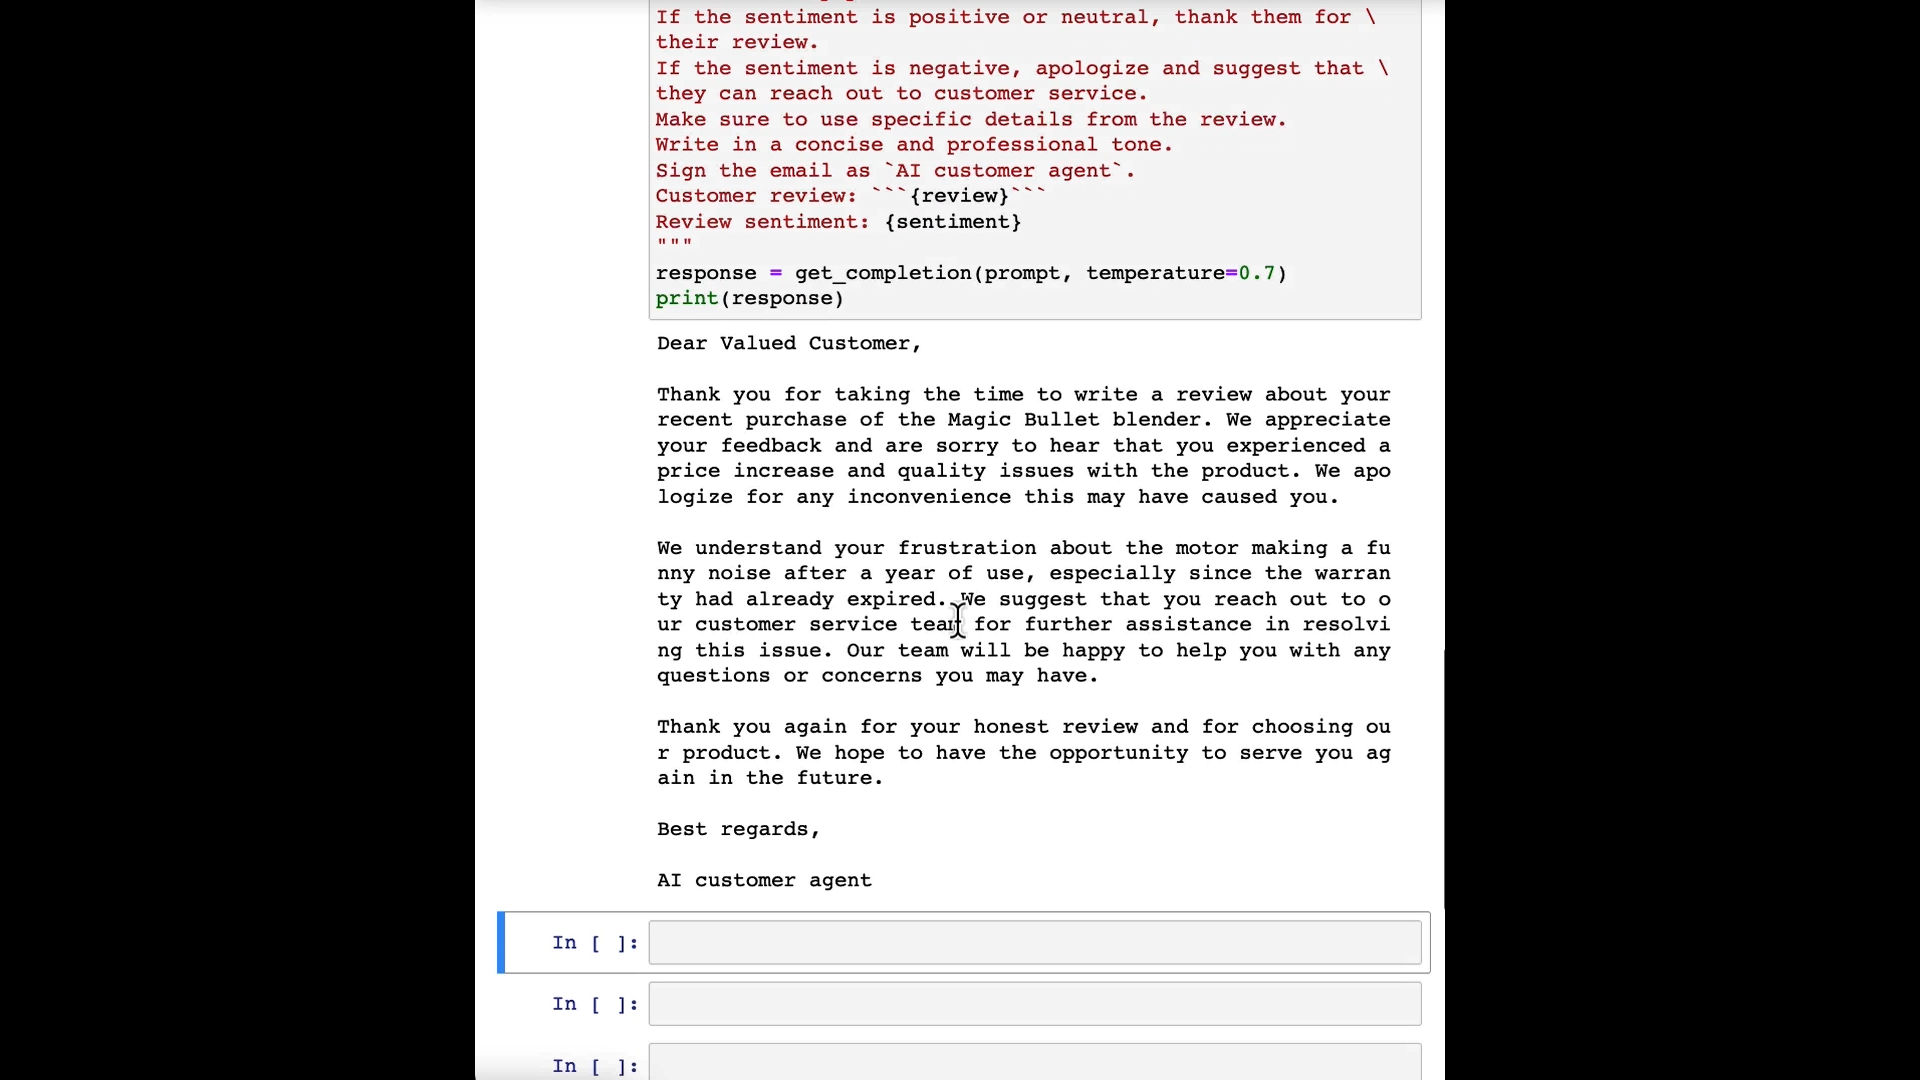 If the sentiment is positive or neutral, thank them for \
their review.
If the sentiment is negative, apologize and suggest that \
they can reach out to customer service.
Make sure to use specific details from the review.
Write in a concise and professional tone.
Sign the email as `AI customer agent`.
Customer review: ```{review}```
Review sentiment: {sentiment}
"""
response = get_completion(prompt, temperature=0.7)
print(response)
Dear Valued Customer,
Thank you for taking the time to write a review about your
recent purchase of the Magic Bullet blender. We appreciate
your feedback and are sorry to hear that you experienced a
price increase and quality issues with the product. We apo
logize for any inconvenience this may have caused you.
We understand your frustration about the motor making a fu
nny noise after a year of use, especially since the warran
ty had already expired. We suggest that you reach out to o
ur customer service team for further assistance in resolvi
ng this issue. Our team will be happy to help you with any
questions or concerns you may have.
Thank you again for your honest review and for choosing ou
r product. We hope to have the opportunity to serve you ag
ain in the future.
Best regards,
AI customer agent
In [ ]:
In [ ]:
In [ ]: